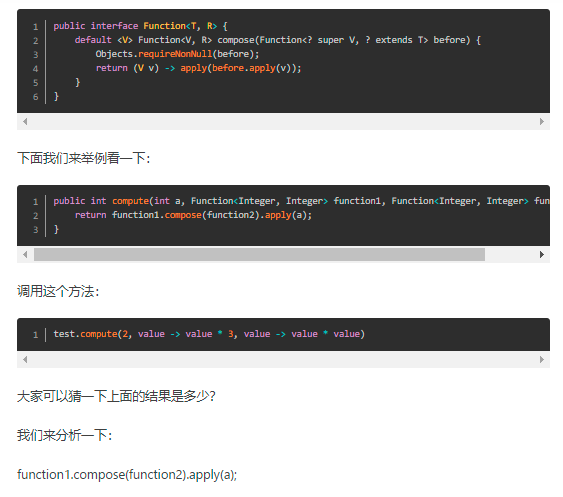 1 public interface Function<T, R> {
2 default <V> Function<V, R> compose(Function<? super V, ? extends T> before) {
3 Objects.requireNonNull(before);
4 return (V v) -> apply(before.apply(v));
5 }
6 }
下面我们来举例看一下：
1 public int compute(int a, Function<Integer, Integer> function1, Function<Integer, Integer> fun
2 return function1.compose(function2).apply(a);
3 }
调用这个方法：
1 test.compute(2, value -> value * 3, value -> value * value)
大家可以猜一下上面的结果是多少？
我们来分析一下：
function1.compose(function2).apply(a);